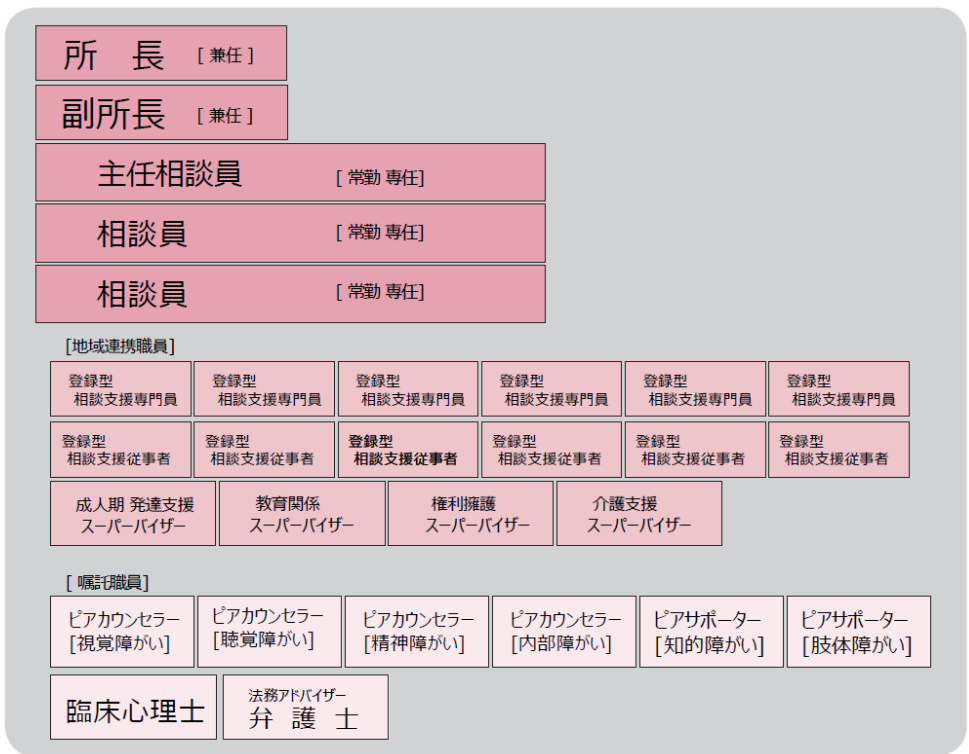 所　長　[ 兼任 ]
副所長　[ 兼任 ]
主任相談員　[ 常勤 専任]
相談員　[ 常勤 専任]
相談員　[ 常勤 専任]
[地域連携職員]
登録型
相談支援専門員
登録型
相談支援専門員
登録型
相談支援専門員
登録型
相談支援専門員
登録型
相談支援専門員
登録型
相談支援専門員
登録型
相談支援従事者
登録型
相談支援従事者
登録型
相談支援従事者
登録型
相談支援従事者
登録型
相談支援従事者
登録型
相談支援従事者
成人期 発達支援
スーパーバイザー
教育関係
スーパーバイザー
権利擁護
スーパーバイザー
介護支援
スーパーバイザー
[ 嘱託職員]
ピアカウンセラー
[視覚障がい]
ピアカウンセラー
[聴覚障がい]
ピアカウンセラー
[精神障がい]
ピアカウンセラー
[内部障がい]
ピアサポーター
[知的障がい]
ピアサポーター
[肢体障がい]
臨床心理士
法務アドバイザー
弁　護　士